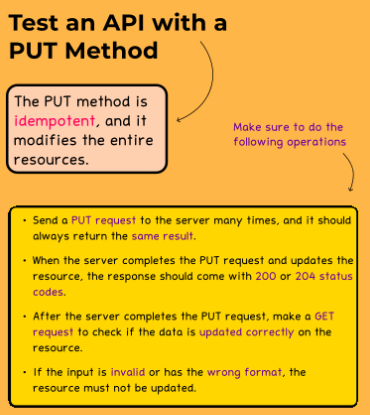 Test an API with a
PUT Method
The PUT method is
idempotent, and it
modifies the entire
resources.
Make sure to do the
following operations
• Send a PUT request to the server many times, and it should
always return the same result.
• When the server completes the PUT request and updates the
resource, the response should come with 200 or 204 status
codes.
• After the server completes the PUT request, make a GET
request to check if the data is updated correctly on the
resource.
• If the input is invalid or has the wrong format, the
resource must not be updated.